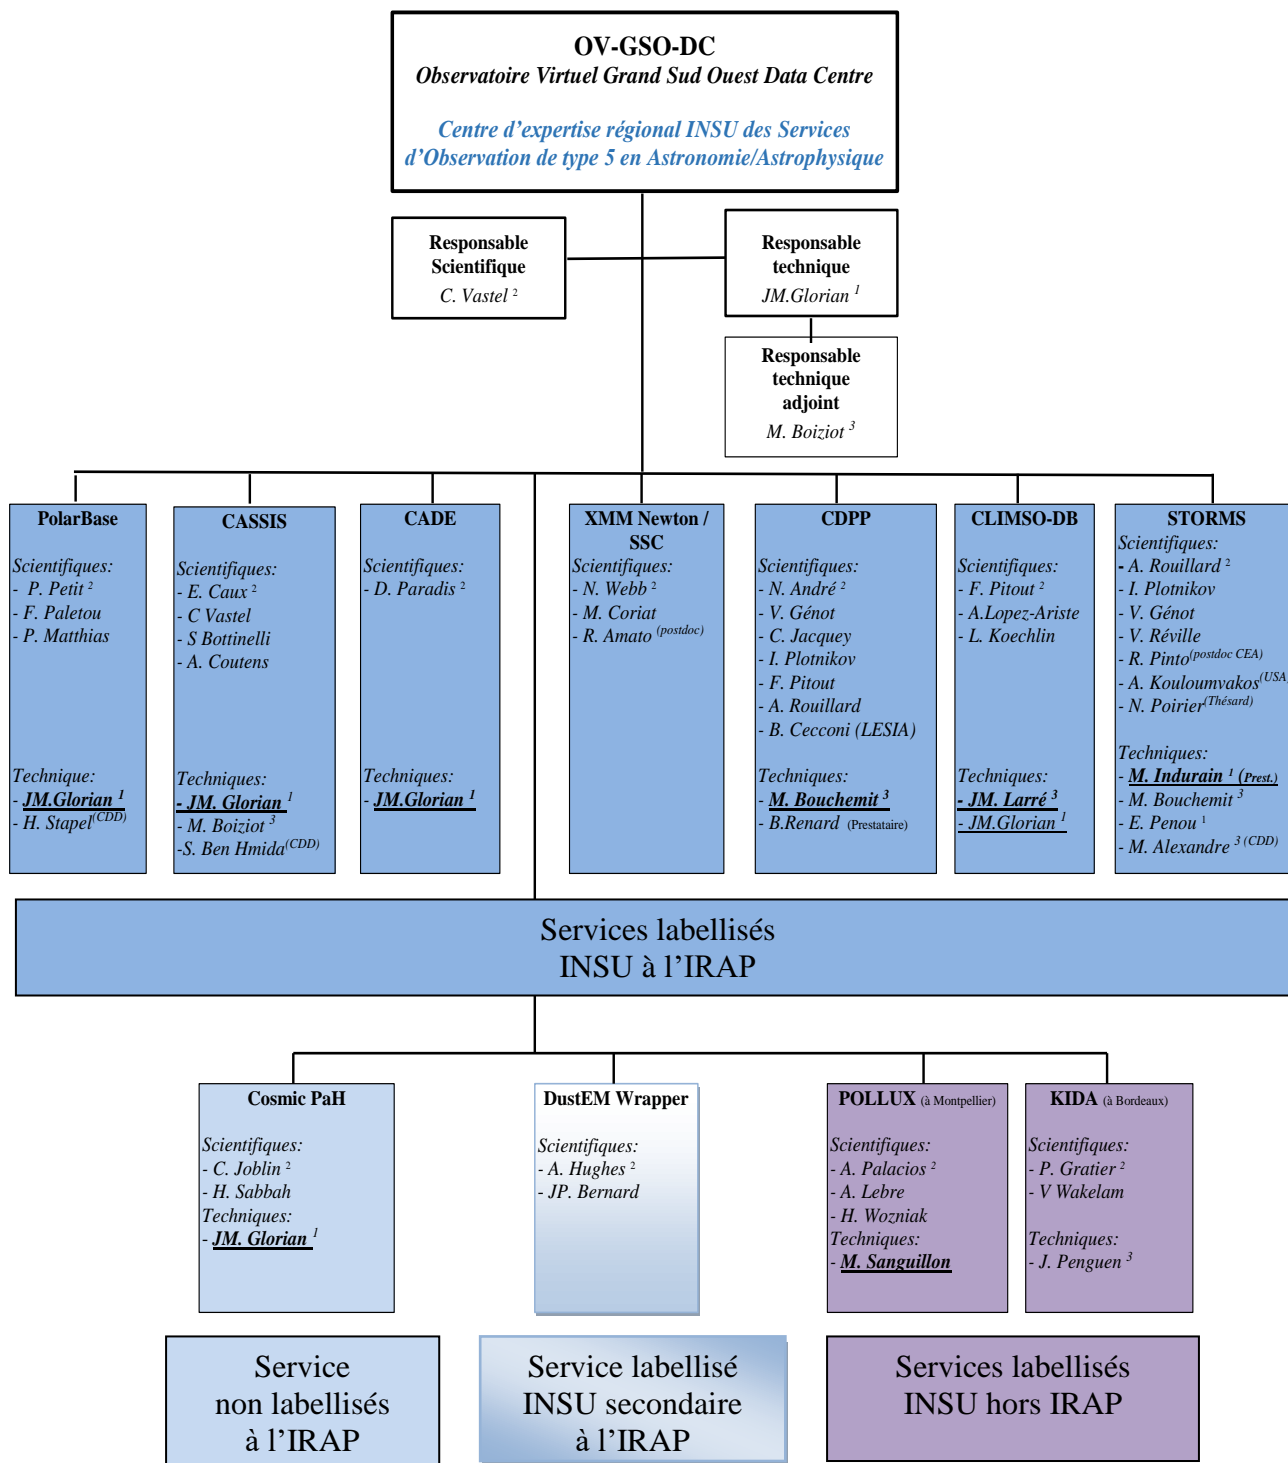 OV-GSO-DC
Observatoire Virtuel Grand Sud Ouest Data Centre
Centre d’expertise régional INSU des Services
d’Observation de type 5 en Astronomie/Astrophysique
Responsable
Scientifique
C. Vastel ²
Responsable
technique
JM.Glorian ¹
Responsable
technique
adjoint
M. Boiziot ³
PolarBase
Scientifiques:
- P. Petit ²
- F. Paletou
- P. Matthias
Technique:
- JM.Glorian ¹
- H. Stapel(CDD)
CASSIS
Scientifiques:
- E. Caux ²
- C Vastel
- S Bottinelli
- A. Coutens
Techniques:
- JM. Glorian ¹
- M. Boiziot ³
-S. Ben Hmida(CDD)
CADE
Scientifiques:
- D. Paradis ²
Techniques:
- JM.Glorian ¹
XMM Newton /
SSC
Scientifiques:
- N. Webb ²
- M. Coriat
- R. Amato (postdoc)
CDPP
Scientifiques:
- N. André ²
- V. Génot
- C. Jacquey
- I. Plotnikov
- F. Pitout
- A. Rouillard
- B. Cecconi (LESIA)
Techniques:
- M. Bouchemit ³
- B.Renard (Prestataire)
CLIMSO-DB
Scientifiques:
- F. Pitout ²
- A.Lopez-Ariste
- L. Koechlin
Techniques:
- JM. Larré ³
- JM.Glorian ¹
STORMS
Scientifiques:
- A. Rouillard ²
- I. Plotnikov
- V. Génot
- V. Réville
- R. Pinto(postdoc CEA)
- A. Kouloumvakos(USA)
- N. Poirier(Thésard)
Techniques:
- M. Indurain ¹ (Prest.)
- M. Bouchemit ³
- E. Penou ¹
- M. Alexandre ³ (CDD)
Services labellisés
INSU à l’IRAP
Cosmic PaH
Scientifiques:
- C. Joblin ²
- H. Sabbah
Techniques:
- JM. Glorian ¹
DustEM Wrapper
Scientifiques:
- A. Hughes ²
- JP. Bernard
POLLUX (à Montpellier)
Scientifiques:
- A. Palacios ²
- A. Lebre
- H. Wozniak
Techniques:
- M. Sanguillon
KIDA (à Bordeaux)
Scientifiques:
- P. Gratier ²
- V Wakelam
Techniques:
- J. Penguen ³
Service
non labellisés
à l’IRAP
Service labellisé
INSU secondaire
à l’IRAP
Services labellisés
INSU hors IRAP